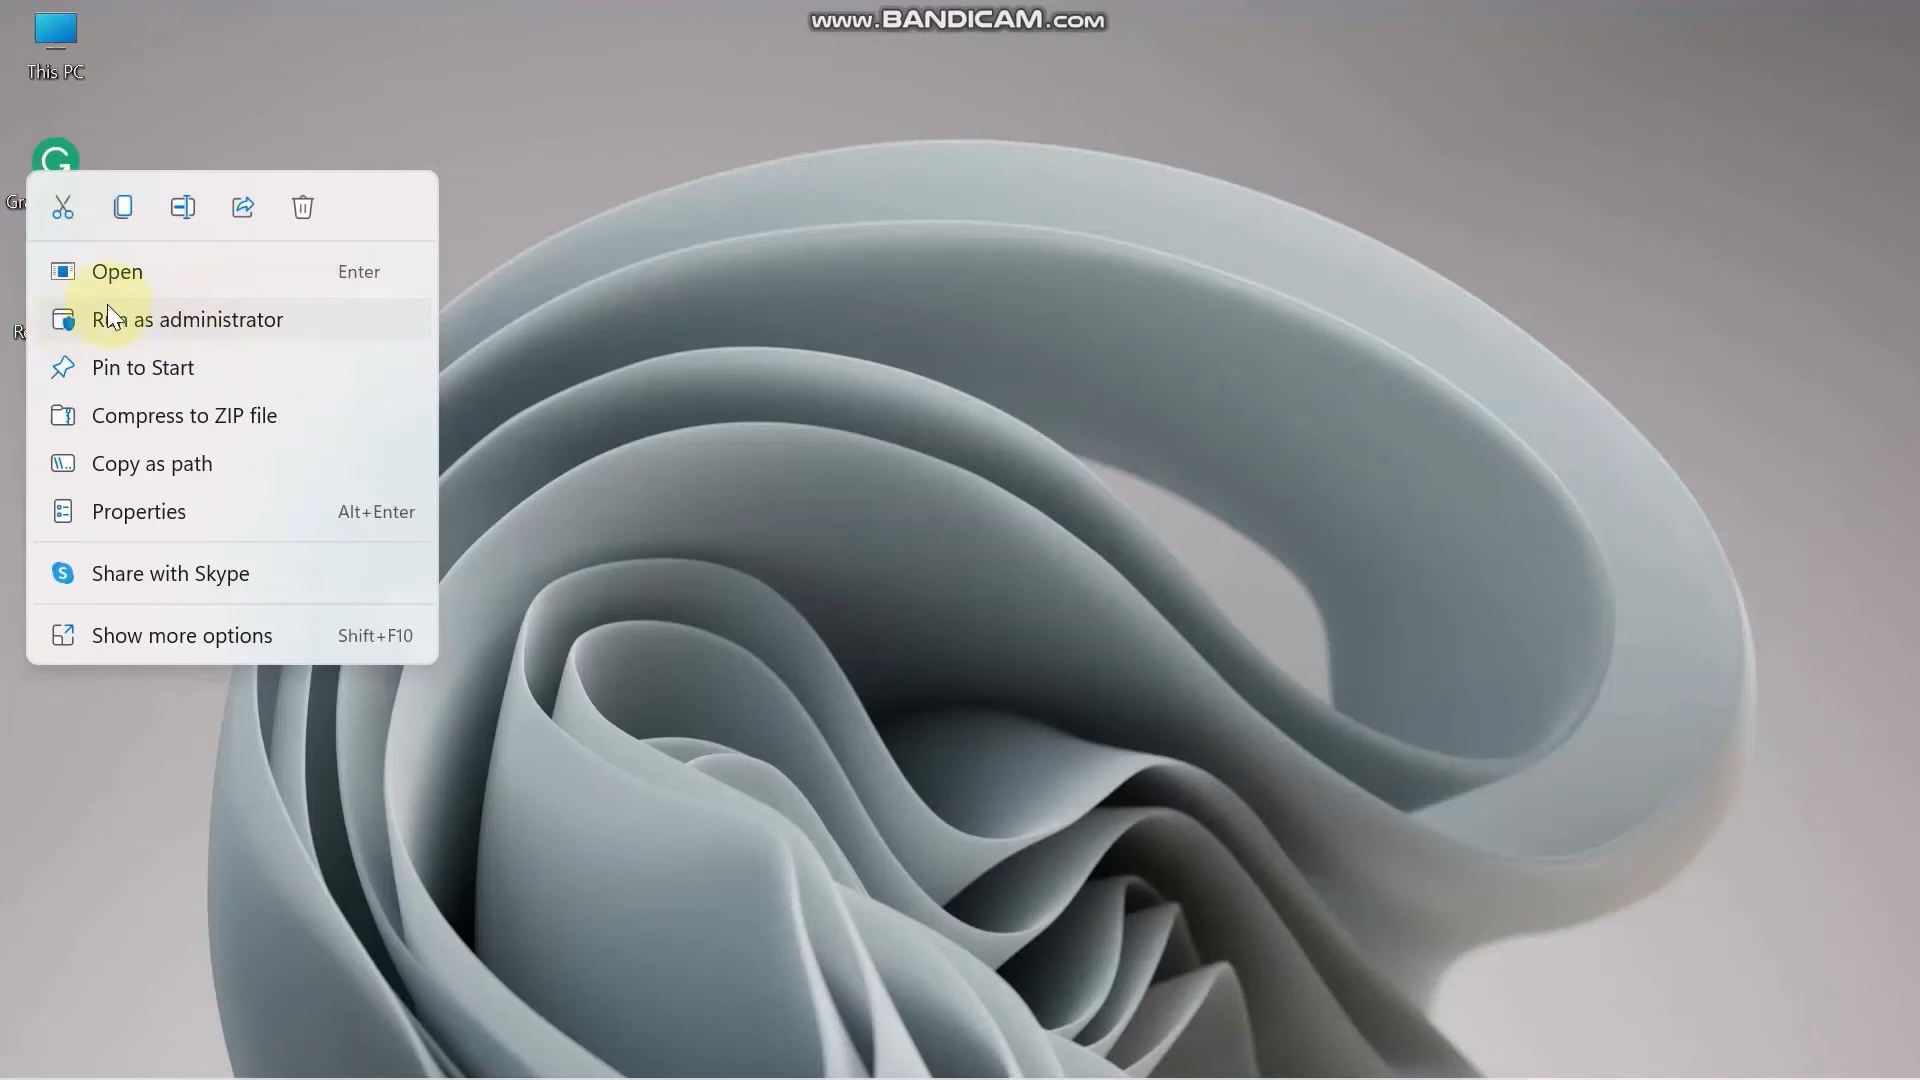 www.BANDICAM.com
This PC
Open Enter
Run as administrator
Pin to Start
Compress to ZIP file
Copy as path
Properties Alt+Enter
Share with Skype
Show more options Shift+F10